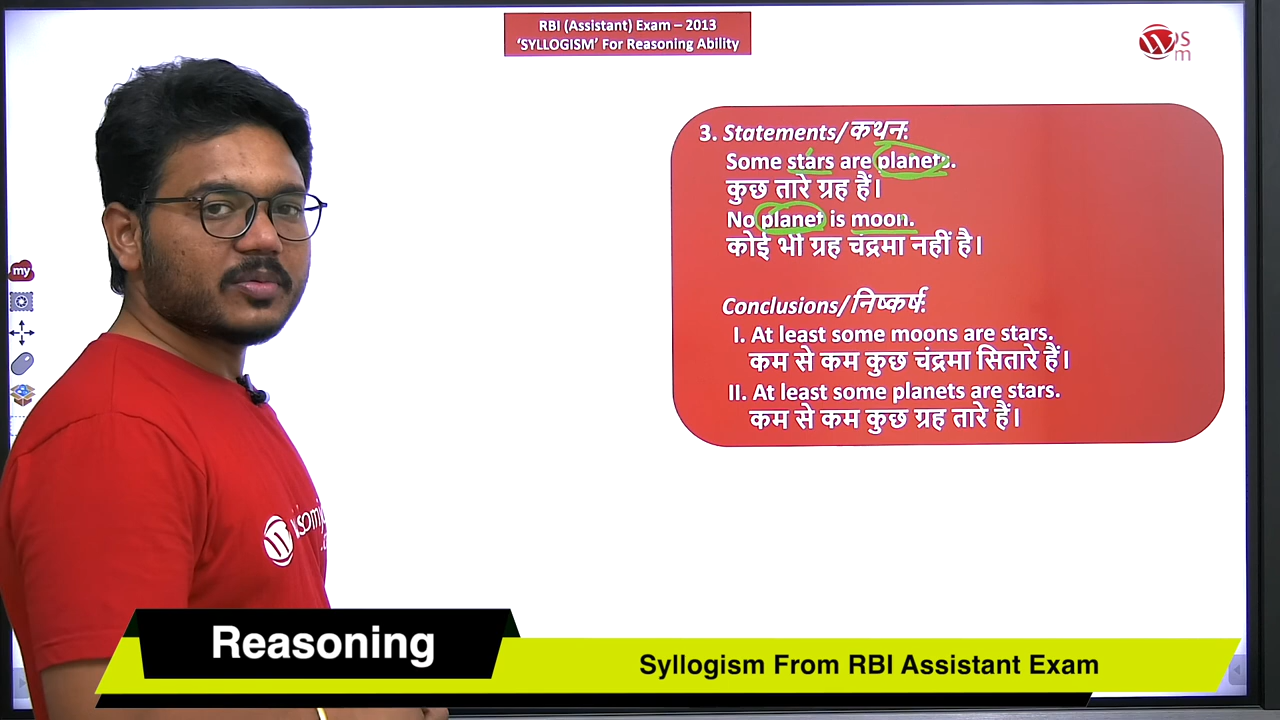 RBI (Assistant) Exam – 2013
‘SYLLOGISM’ For Reasoning Ability
W s
m
3. Statements/कथन:
Some stars are planets.
कुछ तारे ग्रह हैं।
No planet is moon.
कोई भी ग्रह चंद्रमा नहीं है।
Conclusions/निष्कर्ष:
I. At least some moons are stars.
कम से कम कुछ चंद्रमा सितारे हैं।
II. At least some planets are stars.
कम से कम कुछ ग्रह तारे हैं।
my
Reasoning
Syllogism From RBI Assistant Exam